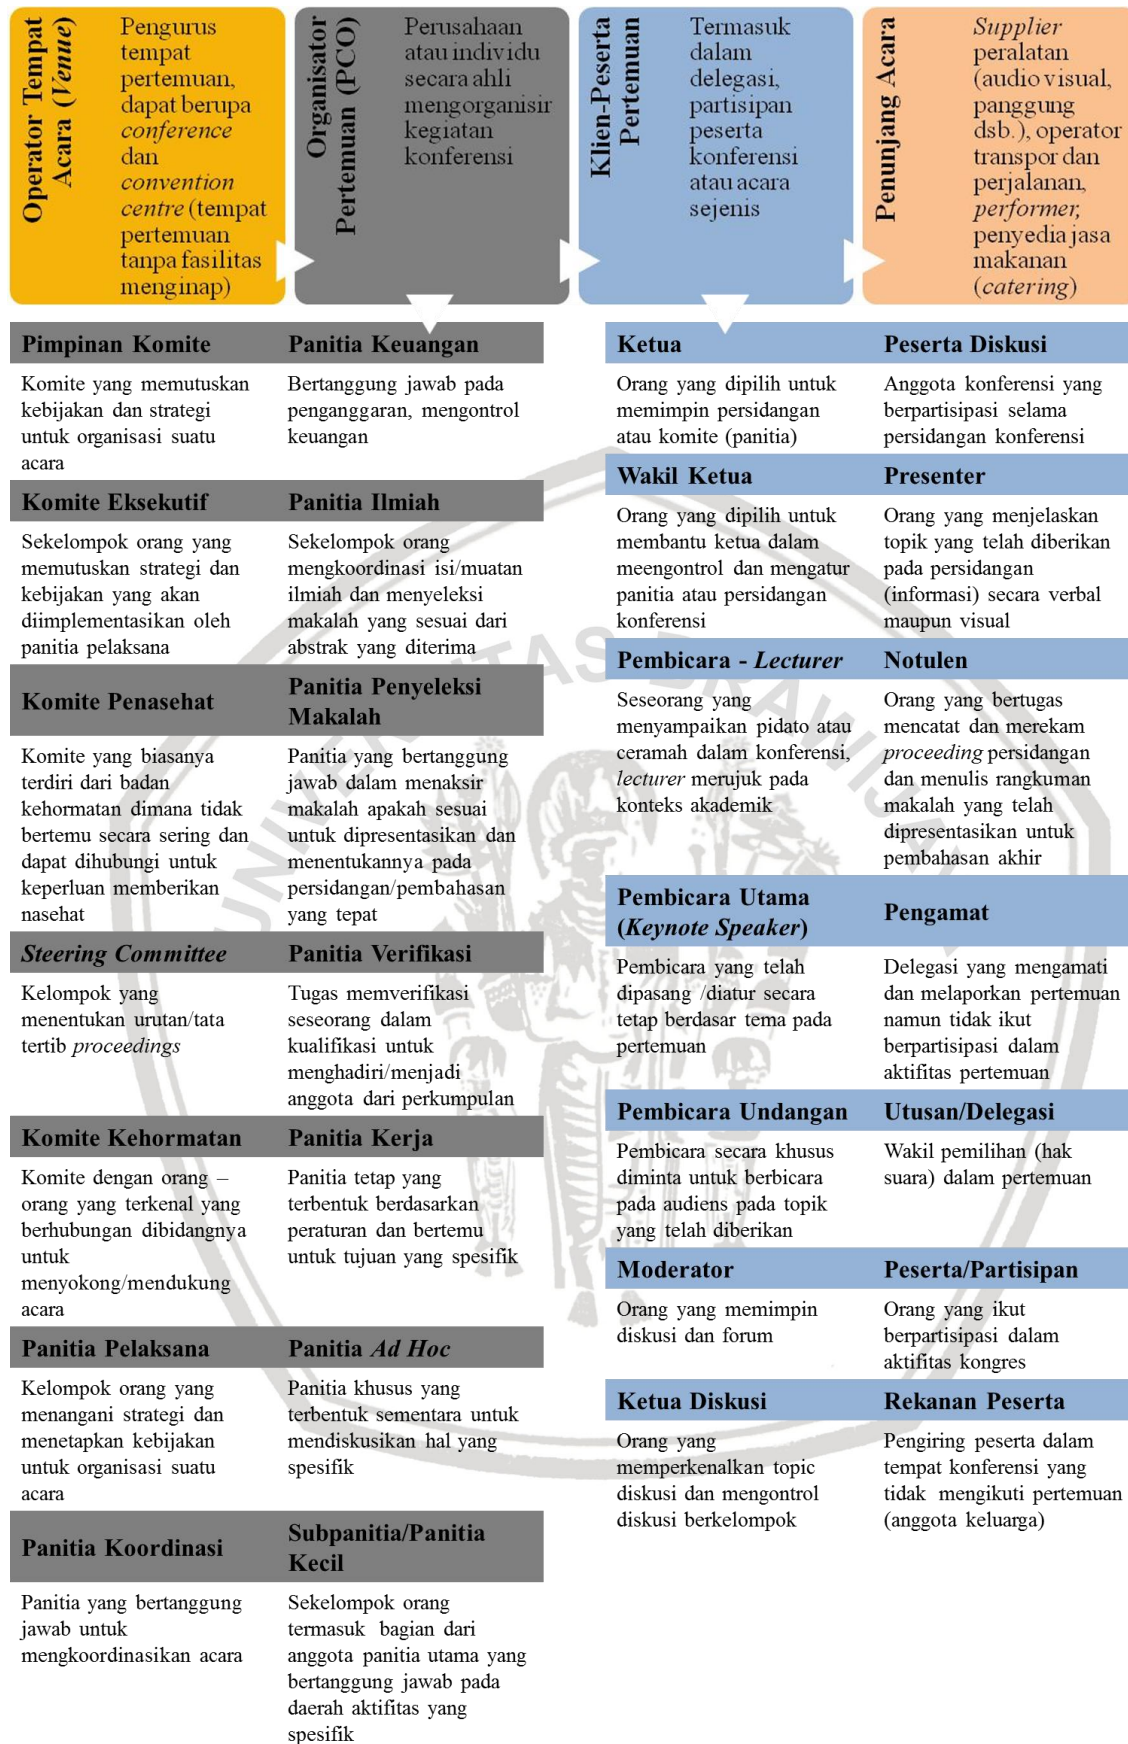 Operator Tempat
Acara (Venue)
Pengurus
tempat
pertemuan,
dapat berupa
conference
dan
convention
centre (tempat
pertemuan
tanpa fasilitas
menginap)
Organisator
Pertemuan (PCO)
Perusahaan
atau individu
secara ahli
mengorganisir
kegiatan
konferensi
Klien-Peserta
Pertemuan
Termasuk
dalam
delegasi,
partisipan
peserta
konferensi
atau acara
sejenis
Penunjang Acara
Supplier
peralatan
(audio visual,
panggung
dsb.), operator
transpor dan
perjalanan,
performer,
penyedia jasa
makanan
(catering)
Pimpinan Komite
Komite yang memutuskan
kebijakan dan strategi
untuk organisasi suatu
acara
Panitia Keuangan
Bertanggung jawab pada
penganggaran, mengontrol
keuangan
Komite Eksekutif
Sekelompok orang yang
memutuskan strategi dan
kebijakan yang akan
diimplementasikan oleh
panitia pelaksana
Panitia Ilmiah
Sekelompok orang
mengkoordinasi isi/muatan
ilmiah dan menyeleksi
makalah yang sesuai dari
abstrak yang diterima
Komite Penasehat
Komite yang biasanya
terdiri dari badan
kehormatan dimana tidak
bertemu secara sering dan
dapat dihubungi untuk
keperluan memberikan
nasehat
Panitia Penyeleksi
Makalah
Panitia yang bertanggung
jawab dalam menaksir
makalah apakah sesuai
untuk dipresentasikan dan
menentukannya pada
persidangan/pembahasan
yang tepat
Steering Committee
Kelompok yang
menentukan urutan/tata
tertib proceedings
Panitia Verifikasi
Tugas memverifikasi
seseorang dalam
kualifikasi untuk
menghadiri/menjadi
anggota dari perkumpulan
Komite Kehormatan
Komite dengan orang –
orang yang terkenal yang
berhubungan dibidangnya
untuk
menyokong/mendukung
acara
Panitia Kerja
Panitia tetap yang
terbentuk berdasarkan
peraturan dan bertemu
untuk tujuan yang spesifik
Panitia Pelaksana
Kelompok orang yang
menangani strategi dan
menetapkan kebijakan
untuk organisasi suatu
acara
Panitia Ad Hoc
Panitia khusus yang
terbentuk sementara untuk
mendiskusikan hal yang
spesifik
Panitia Koordinasi
Panitia yang bertanggung
jawab untuk
mengkoordinasikan acara
Subpanitia/Panitia
Kecil
Sekelompok orang
termasuk bagian dari
anggota panitia utama yang
bertanggung jawab pada
daerah aktifitas yang
spesifik
Ketua
Orang yang dipilih untuk
memimpin persidangan
atau komite (panitia)
Peserta Diskusi
Anggota konferensi yang
berpartisipasi selama
persidangan konferensi
Wakil Ketua
Orang yang dipilih untuk
membantu ketua dalam
meengontrol dan mengatur
panitia atau persidangan
konferensi
Presenter
Orang yang menjelaskan
topik yang telah diberikan
pada persidangan
(informasi) secara verbal
maupun visual
Pembicara - Lecturer
Seseorang yang
menyampaikan pidato atau
ceramah dalam konferensi,
lecturer merujuk pada
konteks akademik
Notulen
Orang yang bertugas
mencatat dan merekam
proceeding persidangan
dan menulis rangkuman
makalah yang telah
dipresentasikan untuk
pembahasan akhir
Pembicara Utama
(Keynote Speaker)
Pembicara yang telah
dipasang /diatur secara
tetap berdasar tema pada
pertemuan
Pengamat
Delegasi yang mengamati
dan melaporkan pertemuan
namun tidak ikut
berpartisipasi dalam
aktifitas pertemuan
Pembicara Undangan
Pembicara secara khusus
diminta untuk berbicara
pada audiens pada topik
yang telah diberikan
Utusan/Delegasi
Wakil pemilihan (hak
suara) dalam pertemuan
Moderator
Orang yang memimpin
diskusi dan forum
Peserta/Partisipan
Orang yang ikut
berpartisipasi dalam
aktifitas kongres
Ketua Diskusi
Orang yang
memperkenalkan topic
diskusi dan mengontrol
diskusi berkelompok
Rekanan Peserta
Pengiring peserta dalam
tempat konferensi yang
tidak mengikuti pertemuan
(anggota keluarga)
UNIVERSITAS BRAWIJAYA